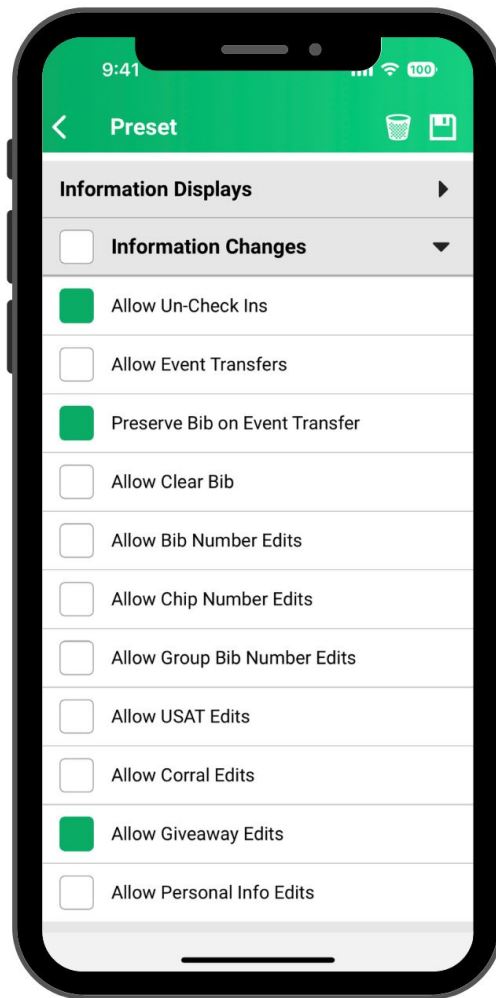 9:41
100
Preset
Information Displays
Information Changes
Allow Un-Check Ins
Allow Event Transfers
Preserve Bib on Event Transfer
Allow Clear Bib
Allow Bib Number Edits
Allow Chip Number Edits
Allow Group Bib Number Edits
Allow USAT Edits
Allow Corral Edits
Allow Giveaway Edits
Allow Personal Info Edits